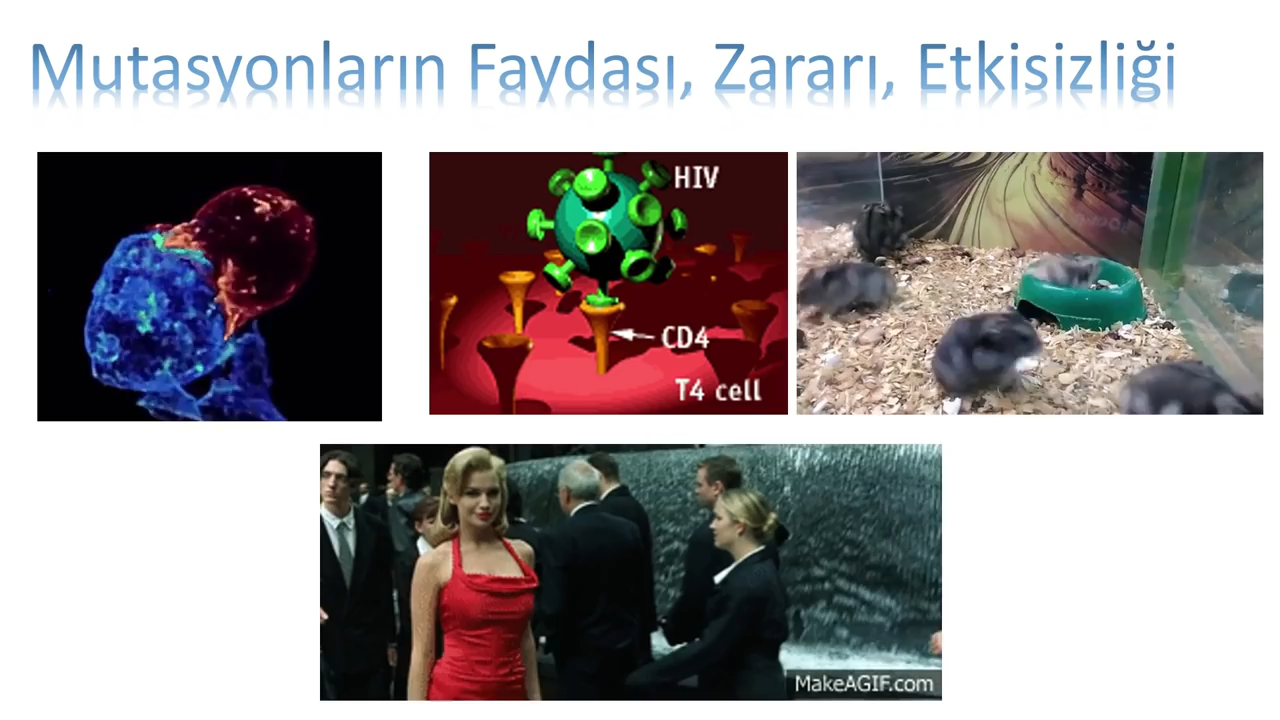 Mutasyonların Faydası, Zararı, Etkisizliği
HIV
CD4
T4 cell
MakeAGIF.com